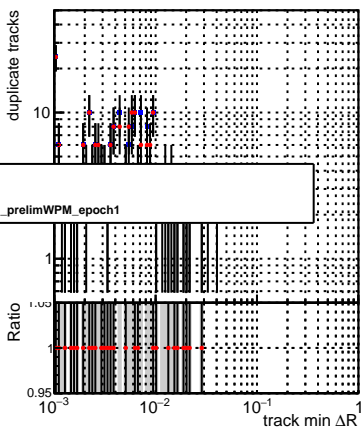 duplicate tracks
10
_prelimWPM_epoch1
1
Ratio
1.05
1
0.95
10⁻³ 10⁻² 10⁻¹ 1
track min ΔR